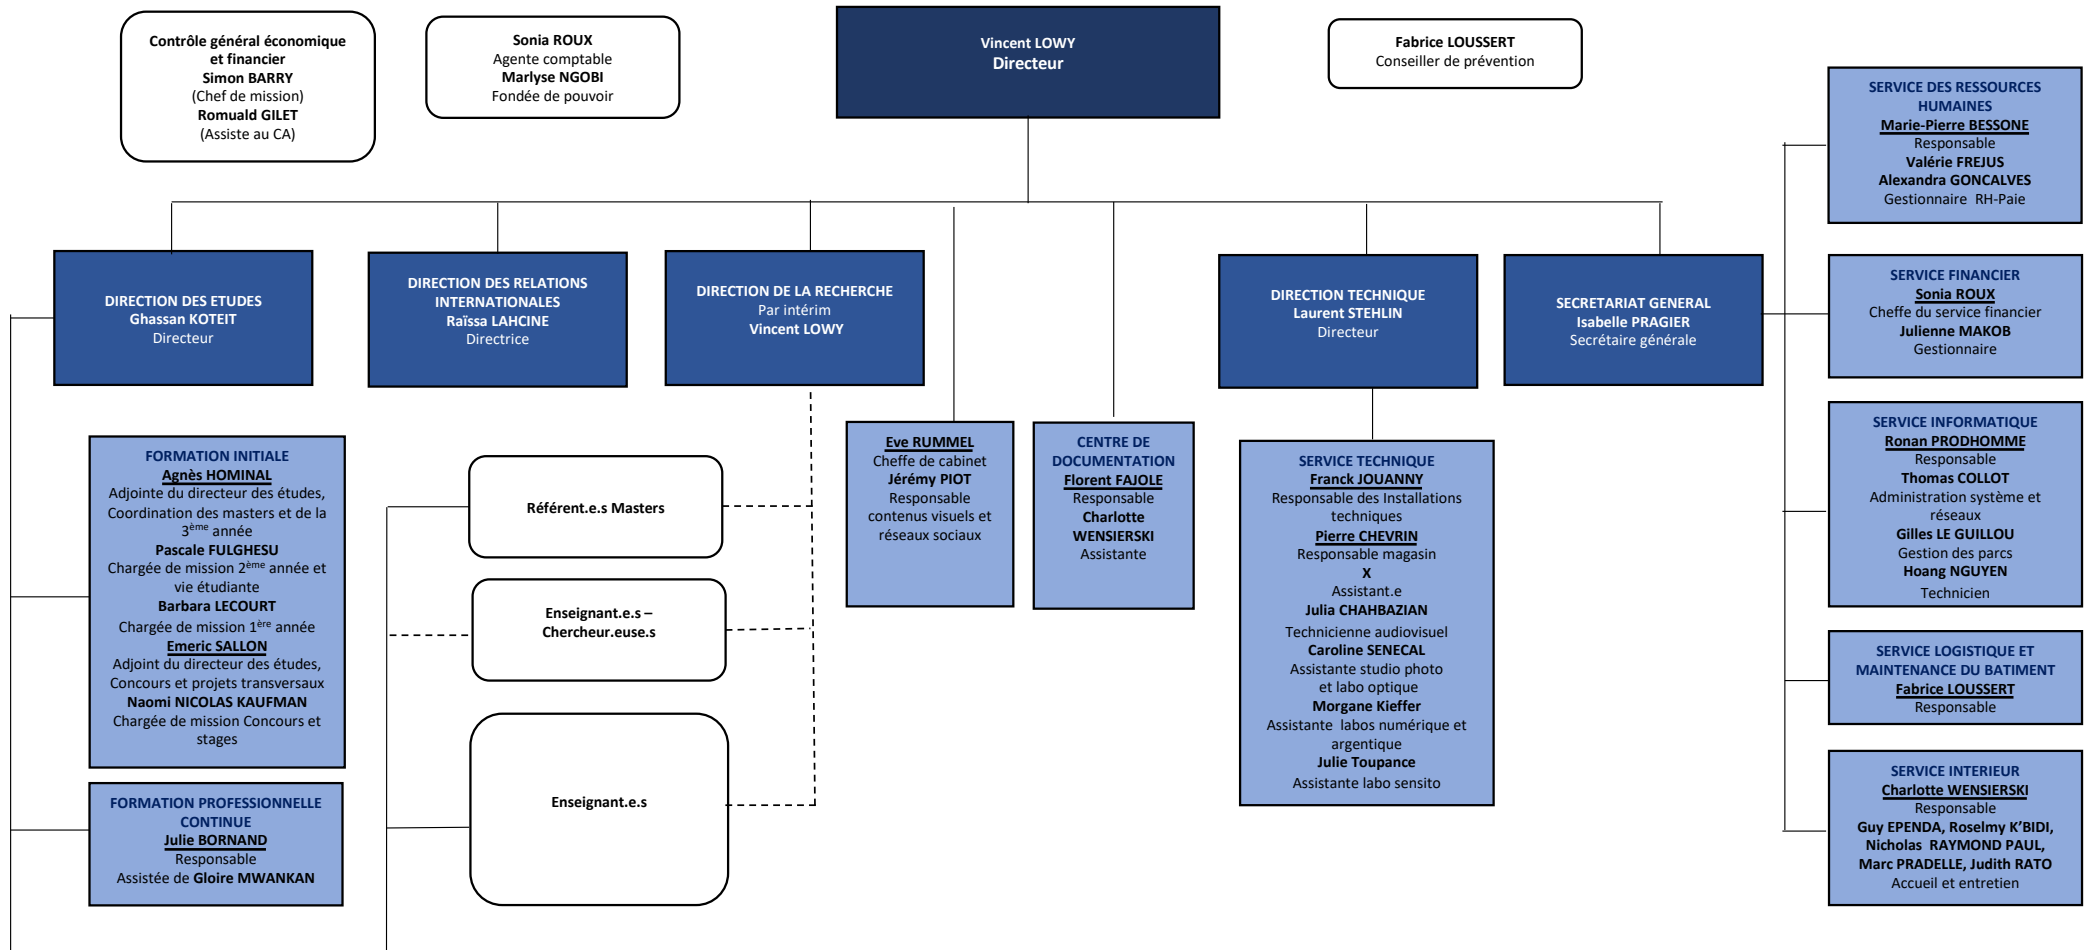 Contrôle général économique
et financier
Simon BARRY
(Chef de mission)
Romuald GILET
(Assiste au CA)
Sonia ROUX
Agente comptable
Marlyse NGOBI
Fondée de pouvoir
Vincent LOWY
Directeur
Fabrice LOUSSERT
Conseiller de prévention
SERVICE DES RESSOURCES
HUMAINES
Marie-Pierre BESSONE
Responsable
Valérie FREJUS
Alexandra GONCALVES
Gestionnaire RH-Paie
DIRECTION DES ETUDES
Ghassan KOTEIT
Directeur
DIRECTION DES RELATIONS
INTERNATIONALES
Raïssa LAHCINE
Directrice
DIRECTION DE LA RECHERCHE
Par intérim
Vincent LOWY
DIRECTION TECHNIQUE
Laurent STEHLIN
Directeur
SECRETARIAT GENERAL
Isabelle PRAGIER
Secrétaire générale
SERVICE FINANCIER
Sonia ROUX
Cheffe du service financier
Julienne MAKOB
Gestionnaire
FORMATION INITIALE
Agnès HOMINAL
Adjointe du directeur des études,
Coordination des masters et de la
3ème année
Pascale FULGHESU
Chargée de mission 2ème année et
vie étudiante
Barbara LECOURT
Chargée de mission 1ère année
Emeric SALLON
Adjoint du directeur des études,
Concours et projets transversaux
Naomi NICOLAS KAUFMAN
Chargée de mission Concours et
stages
FORMATION PROFESSIONNELLE
CONTINUE
Julie BORNAND
Responsable
Assistée de Gloire MWANKAN
Référent.e.s Masters
Enseignant.e.s –
Chercheur.euse.s
Enseignant.e.s
Eve RUMMEL
Cheffe de cabinet
Jérémy PIOT
Responsable
contenus visuels et
réseaux sociaux
CENTRE DE
DOCUMENTATION
Florent FAJOLE
Responsable
Charlotte
WENSIERSKI
Assistante
SERVICE TECHNIQUE
Franck JOUANNY
Responsable des Installations
techniques
Pierre CHEVRIN
Responsable magasin
X
Assistant.e
Julia CHAHBAZIAN
Technicienne audiovisuel
Caroline SENECAL
Assistante studio photo
et labo optique
Morgane Kieffer
Assistante labos numérique et
argentique
Julie Toupance
Assistante labo sensito
SERVICE INFORMATIQUE
Ronan PRODHOMME
Responsable
Thomas COLLOT
Administration système et
réseaux
Gilles LE GUILLOU
Gestion des parcs
Hoang NGUYEN
Technicien
SERVICE LOGISTIQUE ET
MAINTENANCE DU BATIMENT
Fabrice LOUSSERT
Responsable
SERVICE INTERIEUR
Charlotte WENSIERSKI
Responsable
Guy EPENDA, Roselmy K’BIDI,
Nicholas RAYMOND PAUL,
Marc PRADELLE, Judith RATO
Accueil et entretien